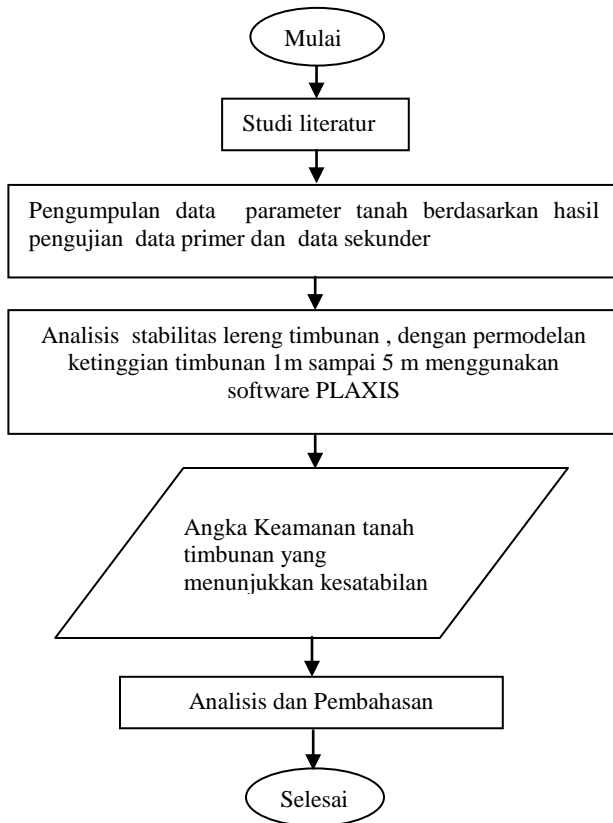 Mulai
Studi literatur
Pengumpulan data parameter tanah berdasarkan hasil
pengujian data primer dan data sekunder
Analisis stabilitas lereng timbunan , dengan permodelan
ketinggian timbunan 1m sampai 5 m menggunakan
software PLAXIS
Angka Keamanan tanah
timbunan yang
menunjukkan kesatabilan
Analisis dan Pembahasan
Selesai